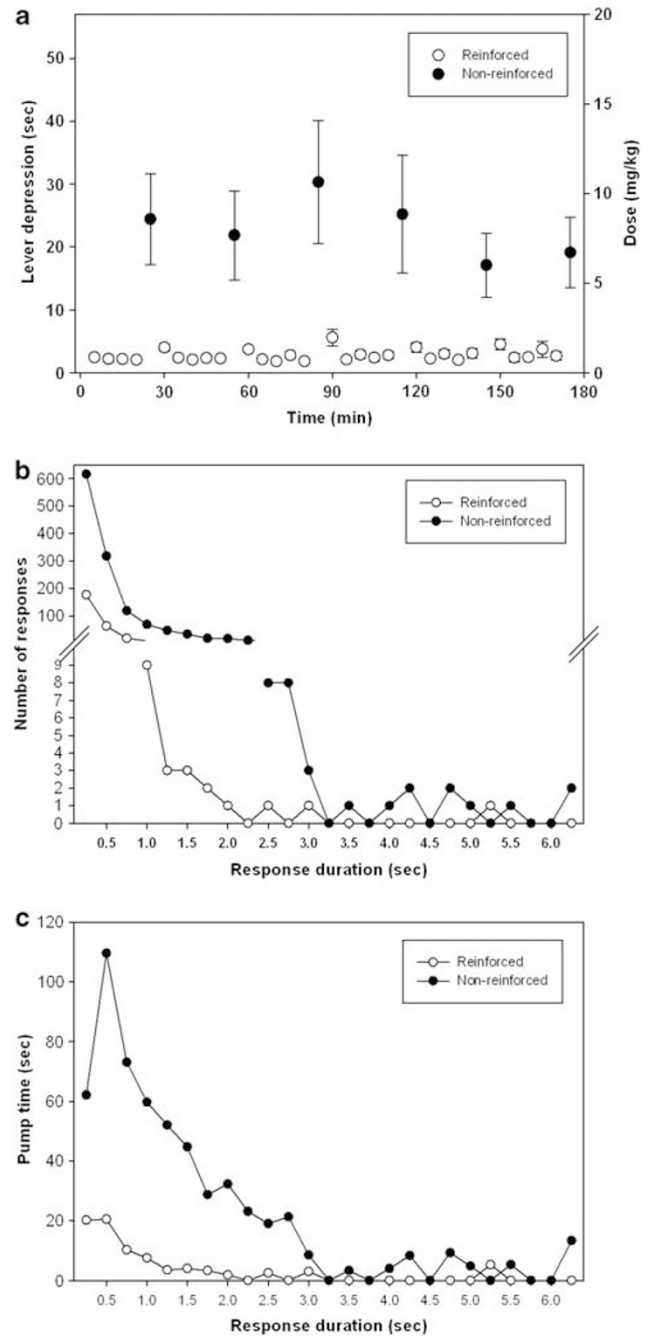 a
Reinforced
Non-reinforced
Lever depression (sec)
50
40
30
20
10
0
Dose (mg/kg)
20
15
10
5
0
0 30 60 90 120 150 180
Time (min)
b
Reinforced
Non-reinforced
Number of responses
600
500
400
300
200
100
9
8
7
6
5
4
3
2
1
0
0.5 1.0 1.5 2.0 2.5 3.0 3.5 4.0 4.5 5.0 5.5 6.0
Response duration (sec)
c
Reinforced
Non-reinforced
Pump time (sec)
120
100
80
60
40
20
0
0.5 1.0 1.5 2.0 2.5 3.0 3.5 4.0 4.5 5.0 5.5 6.0
Response duration (sec)